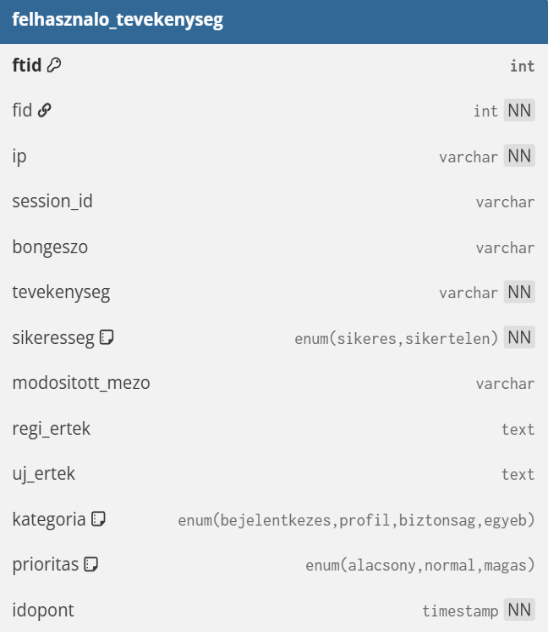 felhasznalo_tevekenyseg
ftid int
fid int NN
ip varchar NN
session_id varchar
bongeszo varchar
tevekenyseg varchar NN
sikeresseg enum(sikeres,sikertelen) NN
modositott_mezo varchar
regi_ertek text
uj_ertek text
kategoria enum(bejelentkezes,profil,biztonsag,egyeb)
prioritas enum(alacsony,normal,magas)
idopont timestamp NN